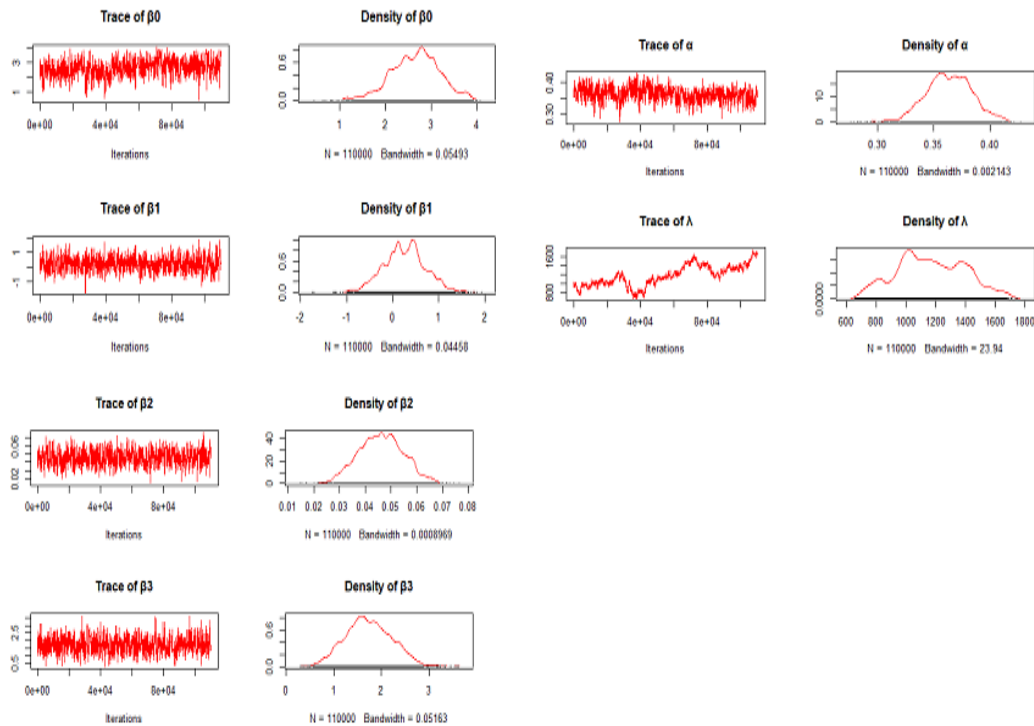 Trace of β0
3
1
0e+00 4e+04 8e+04
Iterations
Density of β0
0.6
0.0
1 2 3 4
N = 110000 Bandwidth = 0.05493
Trace of α
0.40
0.30
0e+00 4e+04 8e+04
Iterations
Density of α
10
0
0.30 0.35 0.40
N = 110000 Bandwidth = 0.002143
Trace of β1
1
-1
0e+00 4e+04 8e+04
Iterations
Density of β1
0.6
0.0
-2 -1 0 1 2
N = 110000 Bandwidth = 0.04458
Trace of λ
1600
800
0e+00 4e+04 8e+04
Iterations
Density of λ
0.0000
600 800 1000 1200 1400 1600 1800
N = 110000 Bandwidth = 23.94
Trace of β2
0.06
0.02
0e+00 4e+04 8e+04
Iterations
Density of β2
40
20
0
0.01 0.02 0.03 0.04 0.05 0.06 0.07 0.08
N = 110000 Bandwidth = 0.0008969
Trace of β3
2.5
0.5
0e+00 4e+04 8e+04
Iterations
Density of β3
0.6
0.0
0 1 2 3
N = 110000 Bandwidth = 0.05163